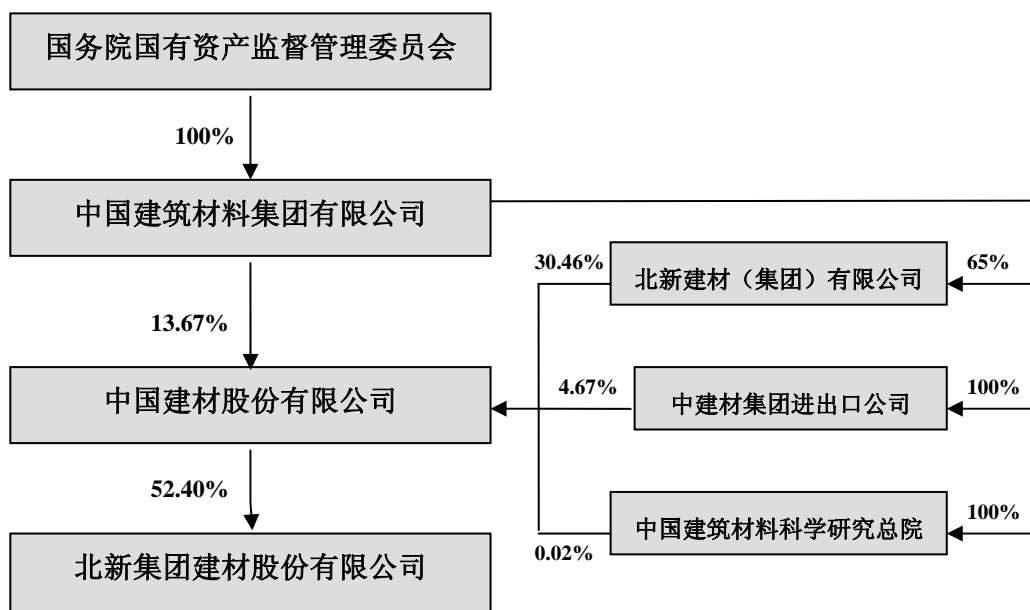 国务院国有资产监督管理委员会
100%
中国建筑材料集团有限公司
30.46%
北新建材（集团）有限公司
65%
13.67%
中国建材股份有限公司
4.67%
中建材集团进出口公司
100%
52.40%
中国建筑材料科学研究总院
100%
0.02%
北新集团建材股份有限公司